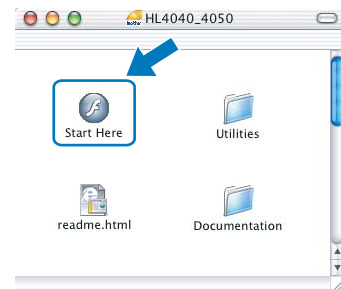 HL4040_4050
Start Here
Utilities
readme.html
Documentation